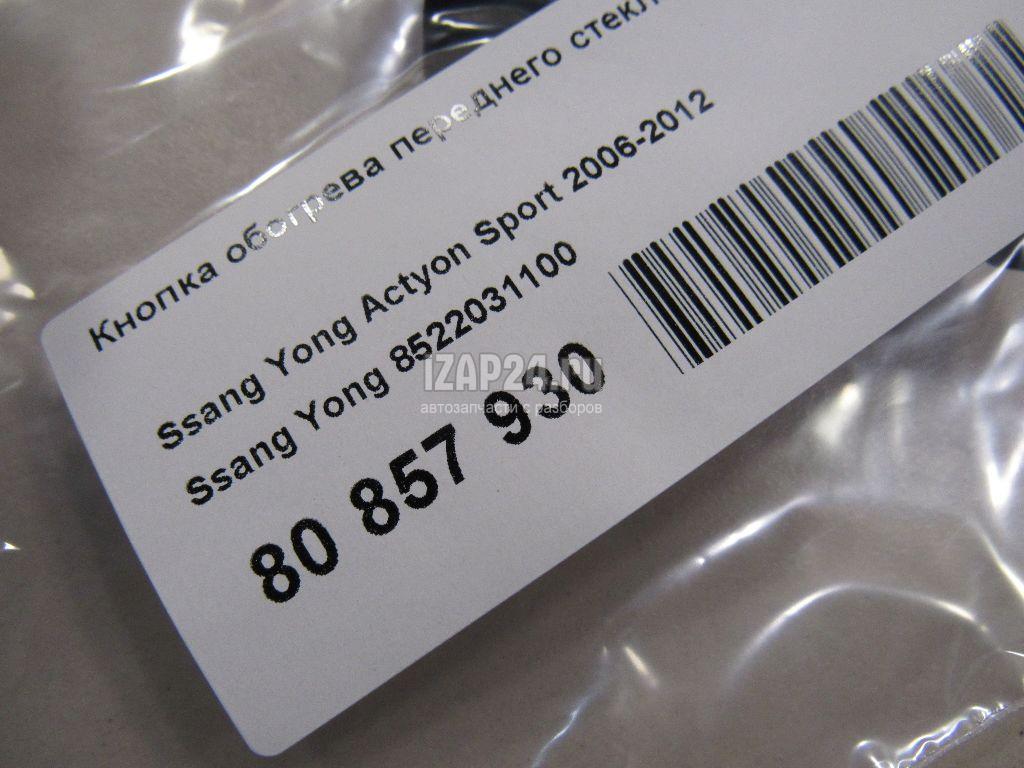 Кнопка обогрева переднего стекл
Ssang Yong Actyon Sport 2006-2012
Ssang Yong 8522031100
80 857 930
IZAP24.ru
автозапчасти с разборов